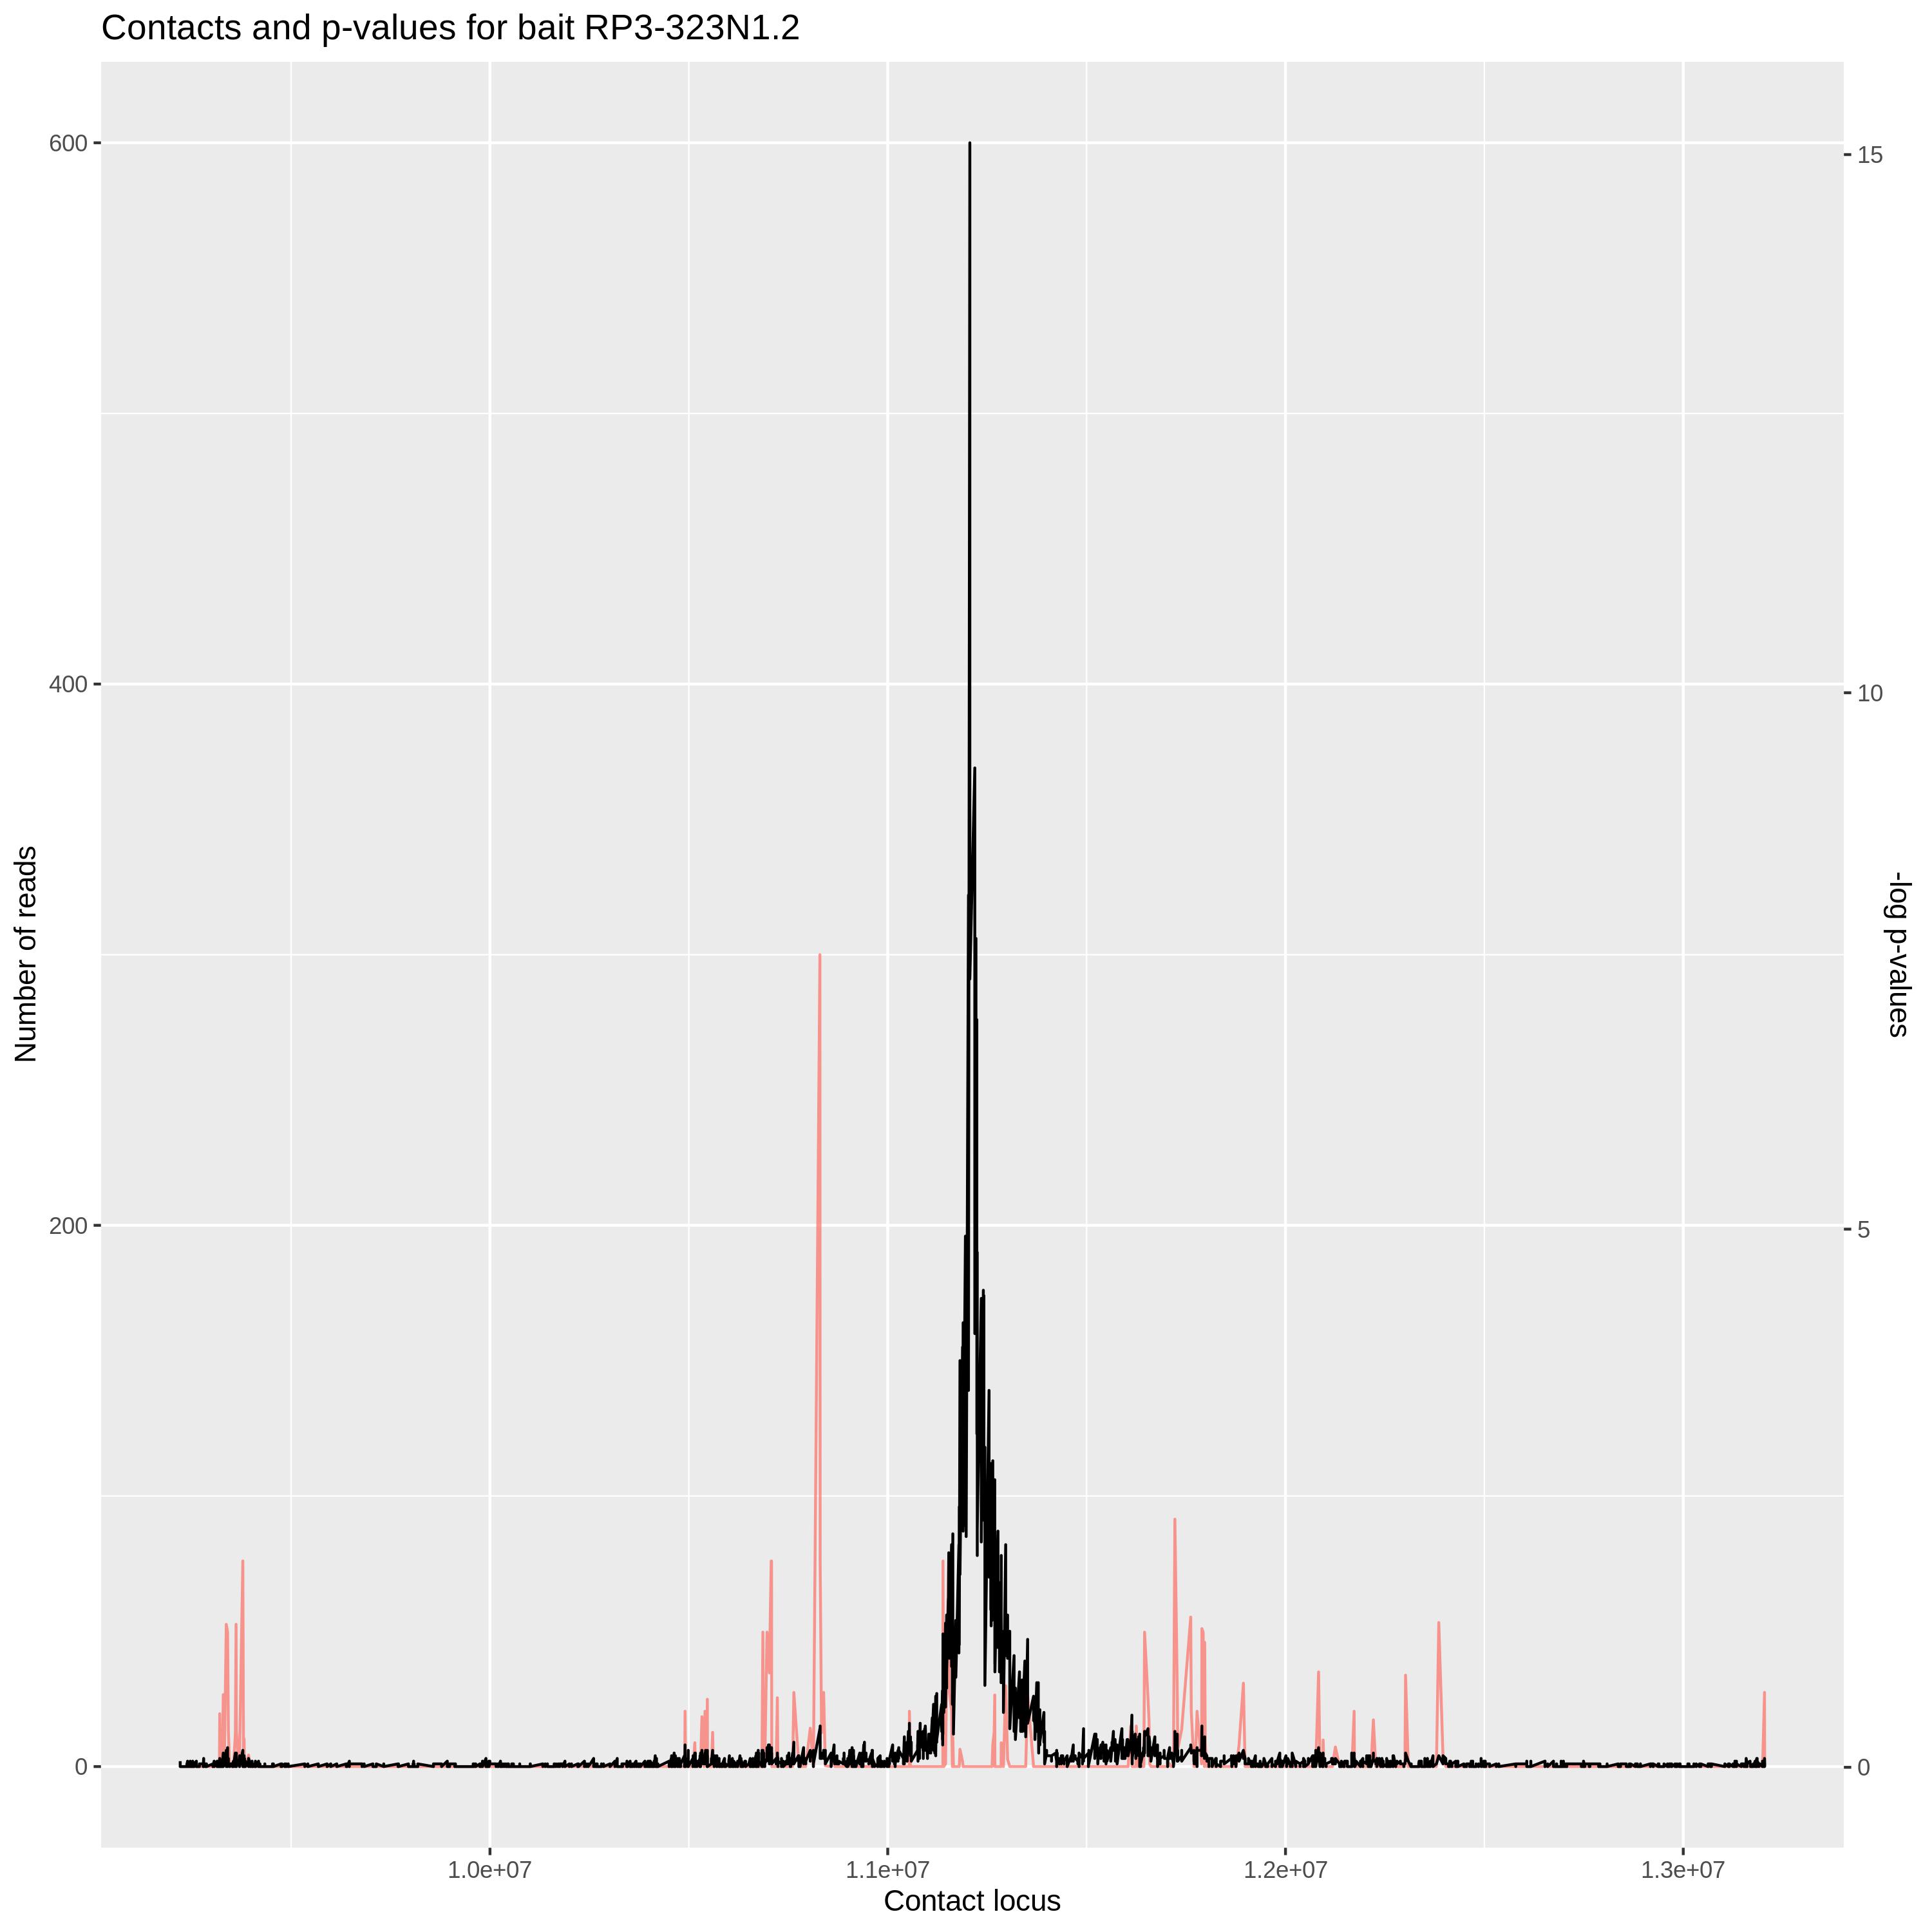 Contacts and p-values for bait RP3-323N1.2
600
400
200
0
Number of reads
15
10
5
0
-log p-values
1.0e+07 1.1e+07 1.2e+07 1.3e+07
Contact locus